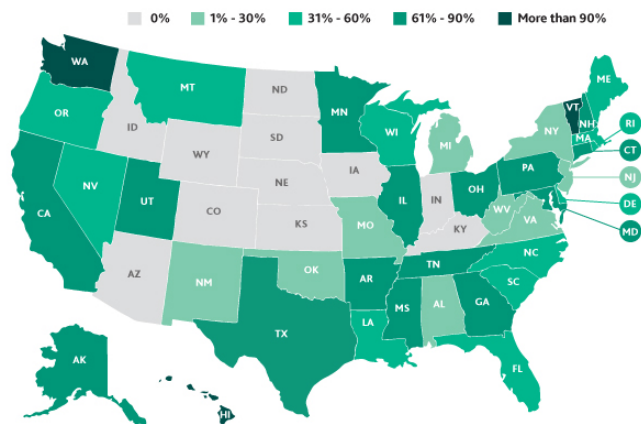 0% 1% - 30% 31% - 60% 61% - 90% More than 90%
WA
MT
ND
MN
ME
OR
ID
SD
WI
VT
NH
NY
MA
RI
WY
MI
CT
NV
NE
IA
PA
NJ
UT
IL
IN
OH
CA
CO
WV
DE
KS
MO
KY
VA
MD
AZ
NM
OK
AR
TN
NC
SC
MS
AL
GA
TX
LA
AK
FL
HI